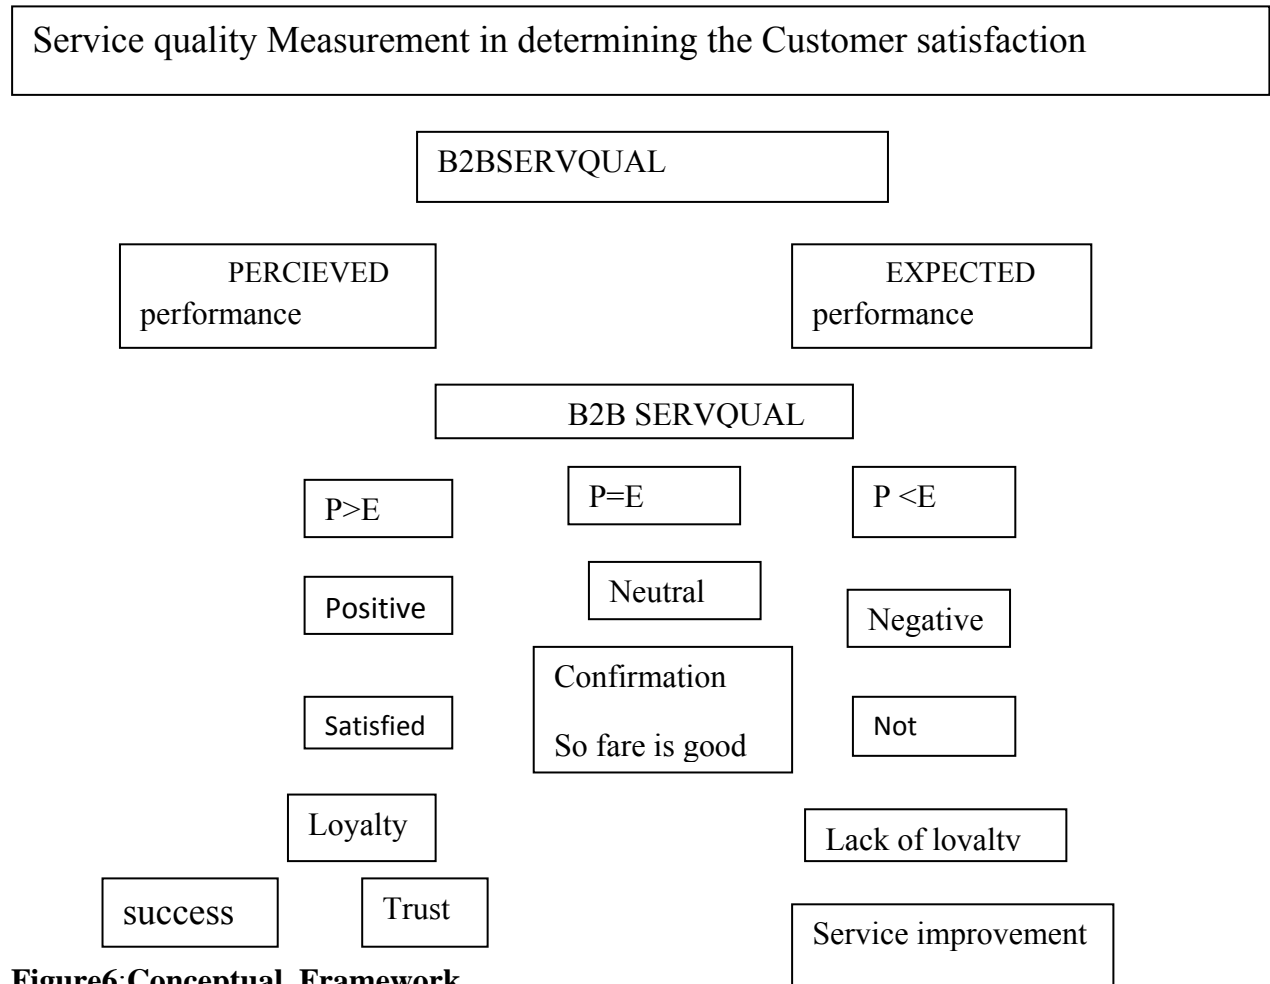 Service quality Measurement in determining the Customer satisfaction
B2BSERVQUAL
PERCIEVED
performance
EXPECTED
performance
B2B SERVQUAL
P>E
P=E
P <E
Positive
Neutral
Negative
Satisfied
Confirmation
So fare is good
Not
Loyalty
Lack of loyalty
success
Trust
Service improvement
Figure6:Conceptual Framework